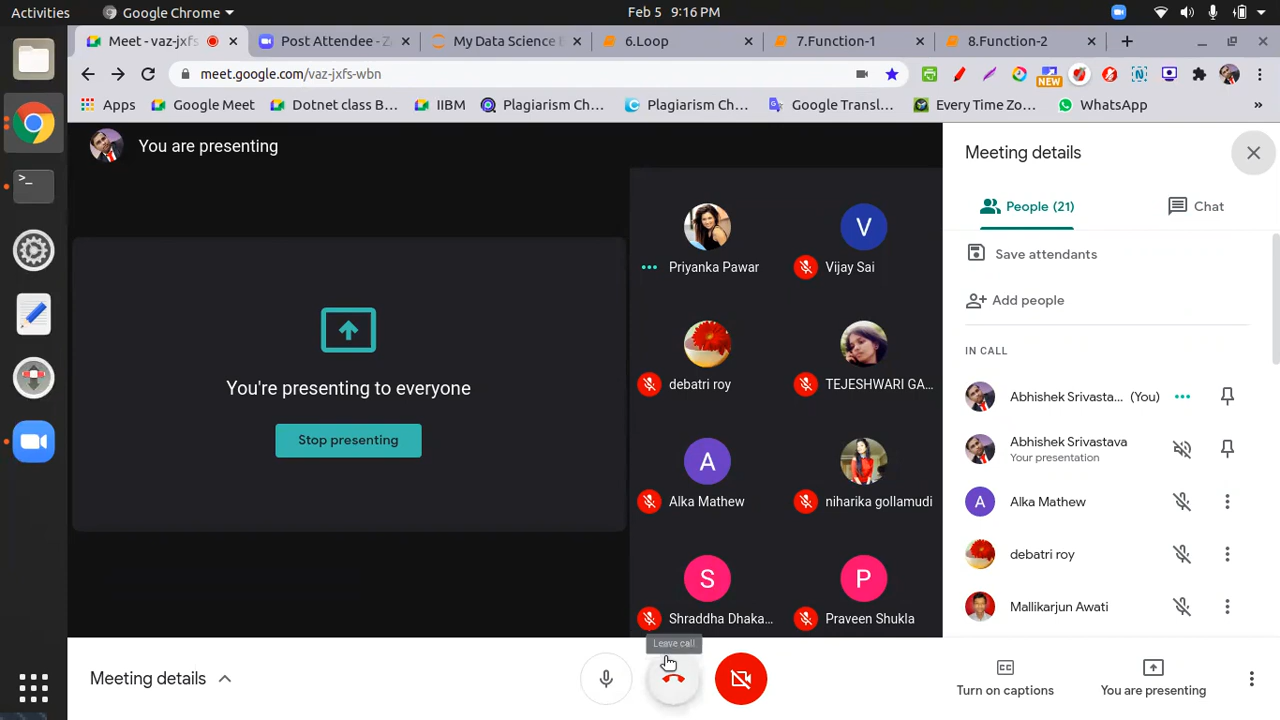 Activities
Google Chrome
Feb 5 9:16 PM
Meet - vaz-jxfs
Post Attendee - Z
My Data Science B
6.Loop
7.Function-1
8.Function-2
meet.google.com/vaz-jxfs-wbn
NEW
Apps
Google Meet
Dotnet class B...
IIBM
Plagiarism Ch...
Plagiarism Ch...
Google Transl...
Every Time Zo...
WhatsApp
»
You are presenting
You're presenting to everyone
Stop presenting
Priyanka Pawar
V
Vijay Sai
debatri roy
TEJESHWARI GA...
A
Alka Mathew
niharika gollamudi
S
Shraddha Dhaka...
P
Praveen Shukla
Meeting details
People (21)
Chat
Save attendants
Add people
IN CALL
Abhishek Srivasta... (You)
Abhishek Srivastava
Your presentation
A
Alka Mathew
debatri roy
Mallikarjun Awati
Leave call
Meeting details
Turn on captions
You are presenting